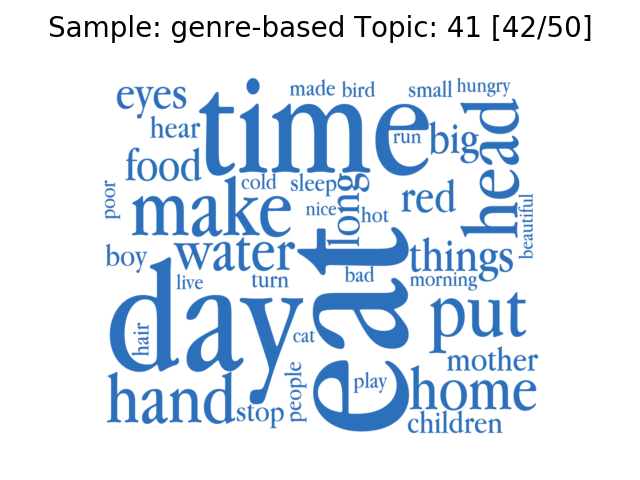 Sample: genre-based Topic: 41 [42/50]
eyes
made
bird
small
hungry
hear
time
run
big
head
food
cold
sleep
long
poor
make
nice
hot
red
beautiful
boy
water
things
live
turn
bad
morning
day
hair
cat
eat
put
mother
hand
stop
people
play
home
children